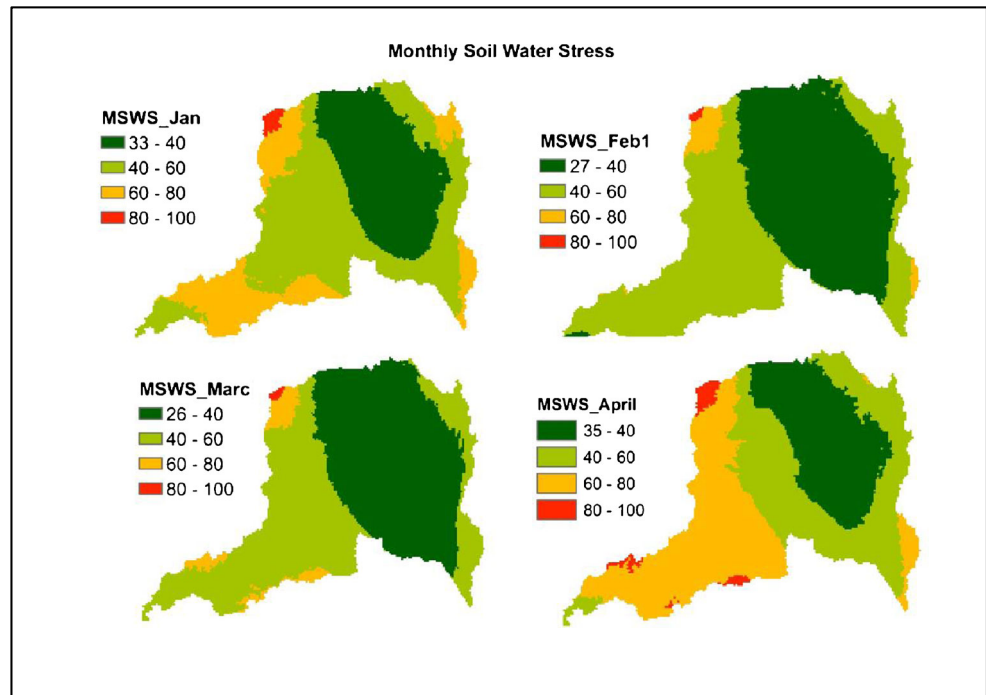 Monthly Soil Water Stress
MSWS_Jan
33 - 40
40 - 60
60 - 80
80 - 100
MSWS_Feb1
27 - 40
40 - 60
60 - 80
80 - 100
MSWS_Marc
26 - 40
40 - 60
60 - 80
80 - 100
MSWS_April
35 - 40
40 - 60
60 - 80
80 - 100